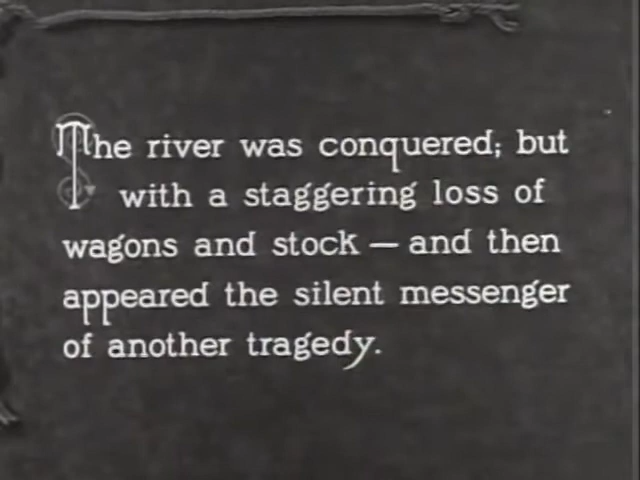 The river was conquered; but
with a staggering loss of
wagons and stock — and then
appeared the silent messenger
of another tragedy.